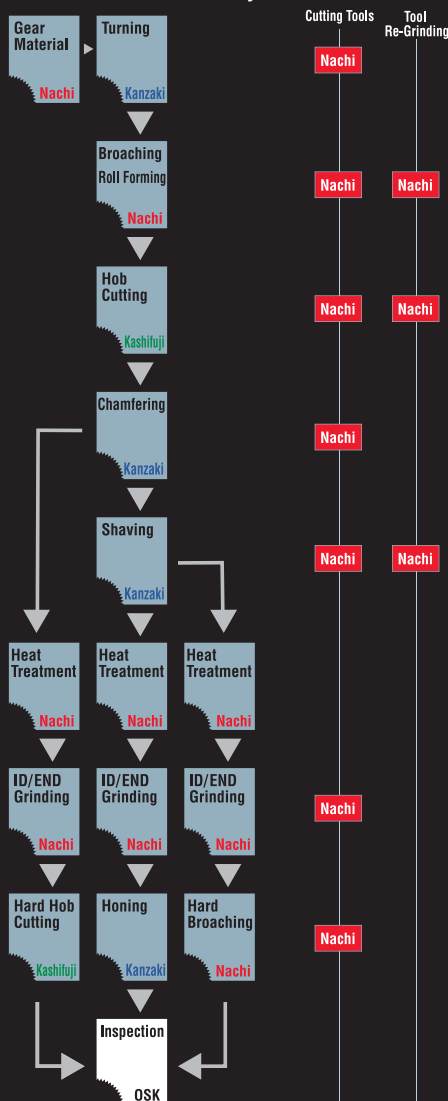 Cutting Tools
Tool
Re-Grinding
Gear
Material
Nachi
Turning
Kanzaki
Nachi
Broaching
Roll Forming
Nachi
Nachi
Nachi
Hob
Cutting
Kashifuji
Nachi
Nachi
Chamfering
Kanzaki
Nachi
Shaving
Kanzaki
Nachi
Nachi
Heat
Treatment
Nachi
Heat
Treatment
Nachi
Heat
Treatment
Nachi
ID/END
Grinding
Nachi
ID/END
Grinding
Nachi
ID/END
Grinding
Nachi
Nachi
Hard Hob
Cutting
Kashifuji
Honing
Kanzaki
Hard
Broaching
Nachi
Nachi
Inspection
OSK